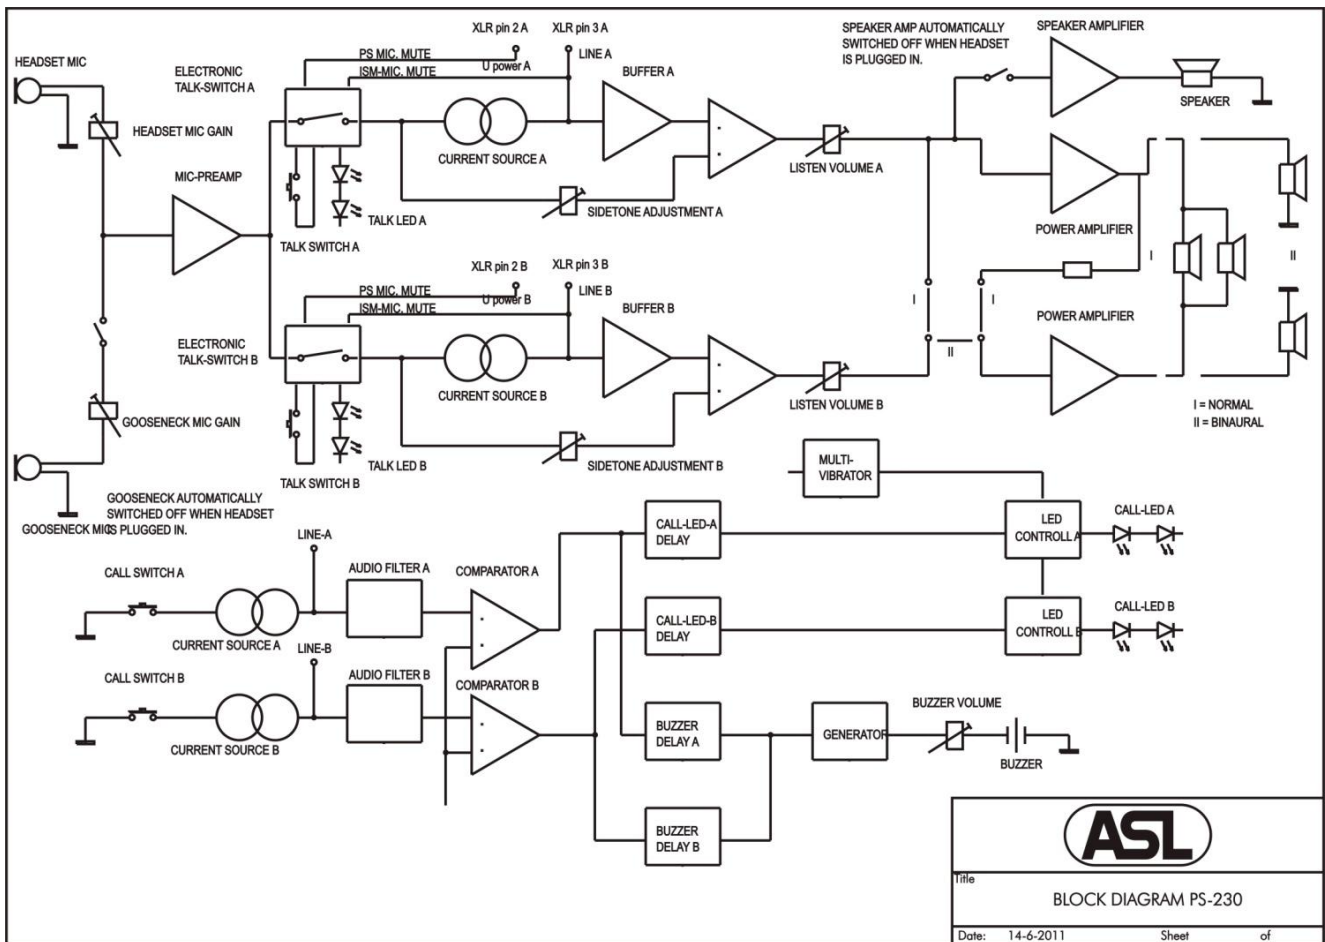 XLR pin 2 A
XLR pin 3 A
SPEAKER AMP AUTOMATICALLY
SWITCHED OFF WHEN HEADSET
IS PLUGGED IN.
SPEAKER AMPLIFIER
HEADSET MIC
ELECTRONIC
TALK-SWITCH A
PS MIC. MUTE
U power A
ISM-MIC. MUTE
LINE A
BUFFER A
SPEAKER
HEADSET MIC GAIN
CURRENT SOURCE A
LISTEN VOLUME A
MIC-PREAMP
TALK LED A
SIDETONE ADJUSTMENT A
POWER AMPLIFIER
TALK SWITCH A
XLR pin 2 B
XLR pin 3 B
I
II
PS MIC. MUTE
U power B
ISM-MIC. MUTE
LINE B
BUFFER B
I
I
POWER AMPLIFIER
ELECTRONIC
TALK-SWITCH B
II
CURRENT SOURCE B
LISTEN VOLUME B
I = NORMAL
II = BINAURAL
GOOSENECK MIC GAIN
TALK LED B
SIDETONE ADJUSTMENT B
TALK SWITCH B
MULTI-
VIBRATOR
GOOSENECK AUTOMATICALLY
SWITCHED OFF WHEN HEADSET
IS PLUGGED IN.
GOOSENECK MIC
LINE-A
CALL-LED-A
DELAY
LED
CONTROLL A
CALL-LED A
CALL SWITCH A
AUDIO FILTER A
COMPARATOR A
CURRENT SOURCE A
CALL-LED-B
DELAY
LED
CONTROLL B
CALL-LED B
LINE-B
CALL SWITCH B
AUDIO FILTER B
COMPARATOR B
CURRENT SOURCE B
BUZZER
DELAY A
GENERATOR
BUZZER VOLUME
BUZZER
BUZZER
DELAY B
ASL
Title
BLOCK DIAGRAM PS-230
Date: 14-6-2011 Sheet of